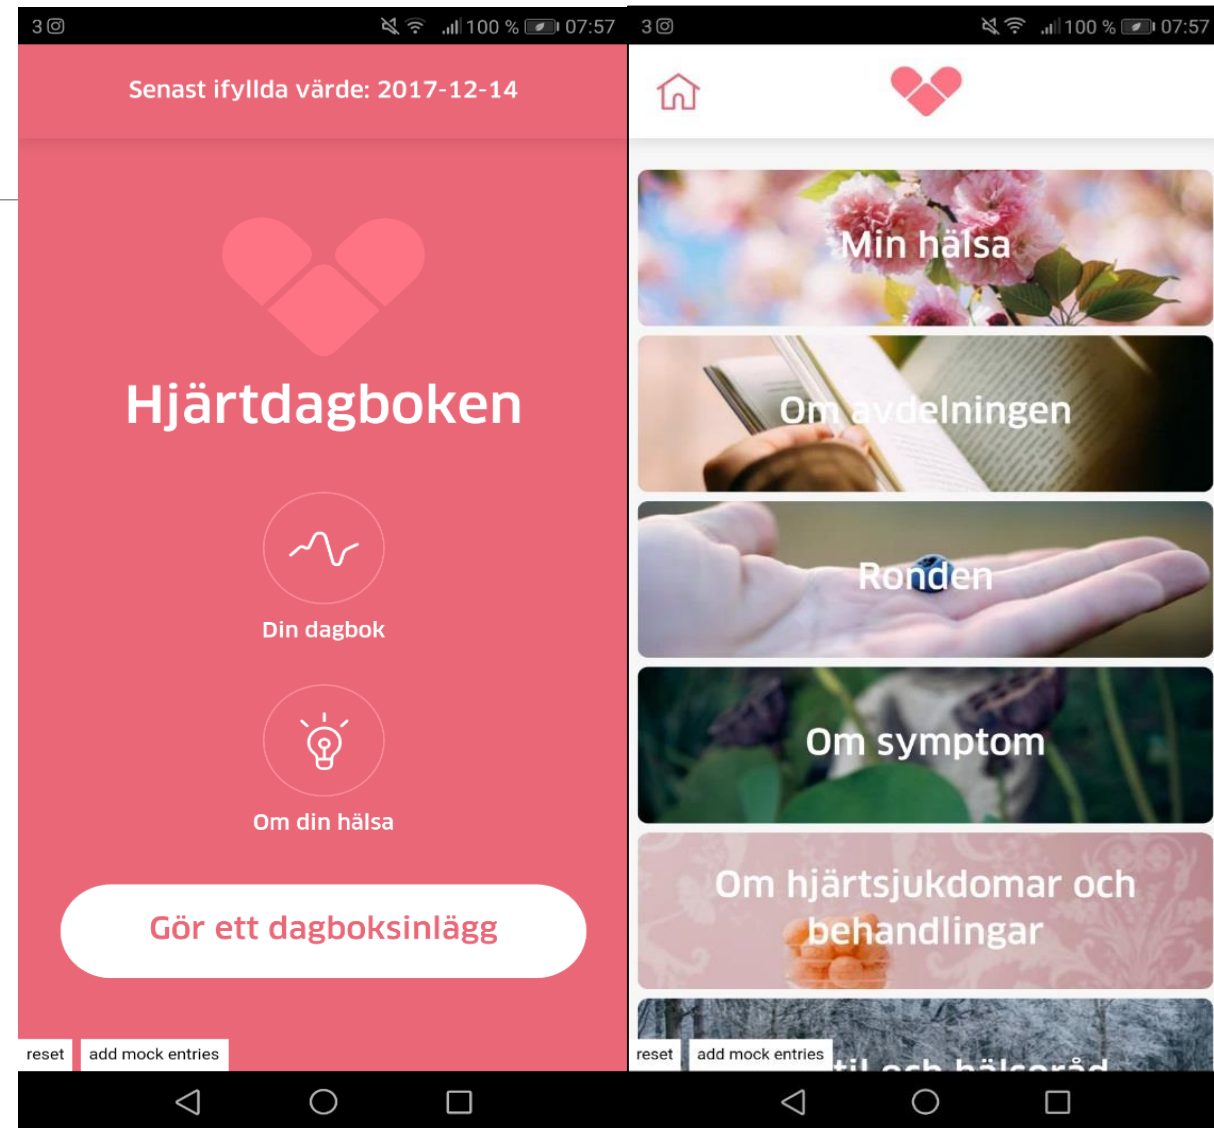 3
100 %
07:57
Senast ifyllda värde: 2017-12-14
Hjärtdagboken
Din dagbok
Om din hälsa
Gör ett dagboksinlägg
reset
add mock entries
3
100 %
07:57
Min hälsa
Om avdelningen
Ronden
Om symptom
Om hjärtsjukdomar och
behandlingar
och hälsoråd
reset
add mock entries